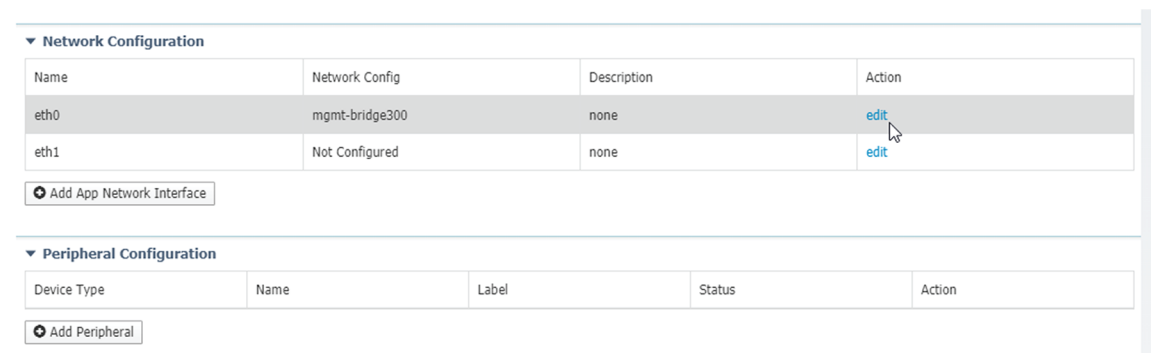 Network Configuration
Name Network Config Description Action
eth0 mgmt-bridge300 none edit
eth1 Not Configured none edit
Add App Network Interface
Peripheral Configuration
Device Type Name Label Status Action
Add Peripheral